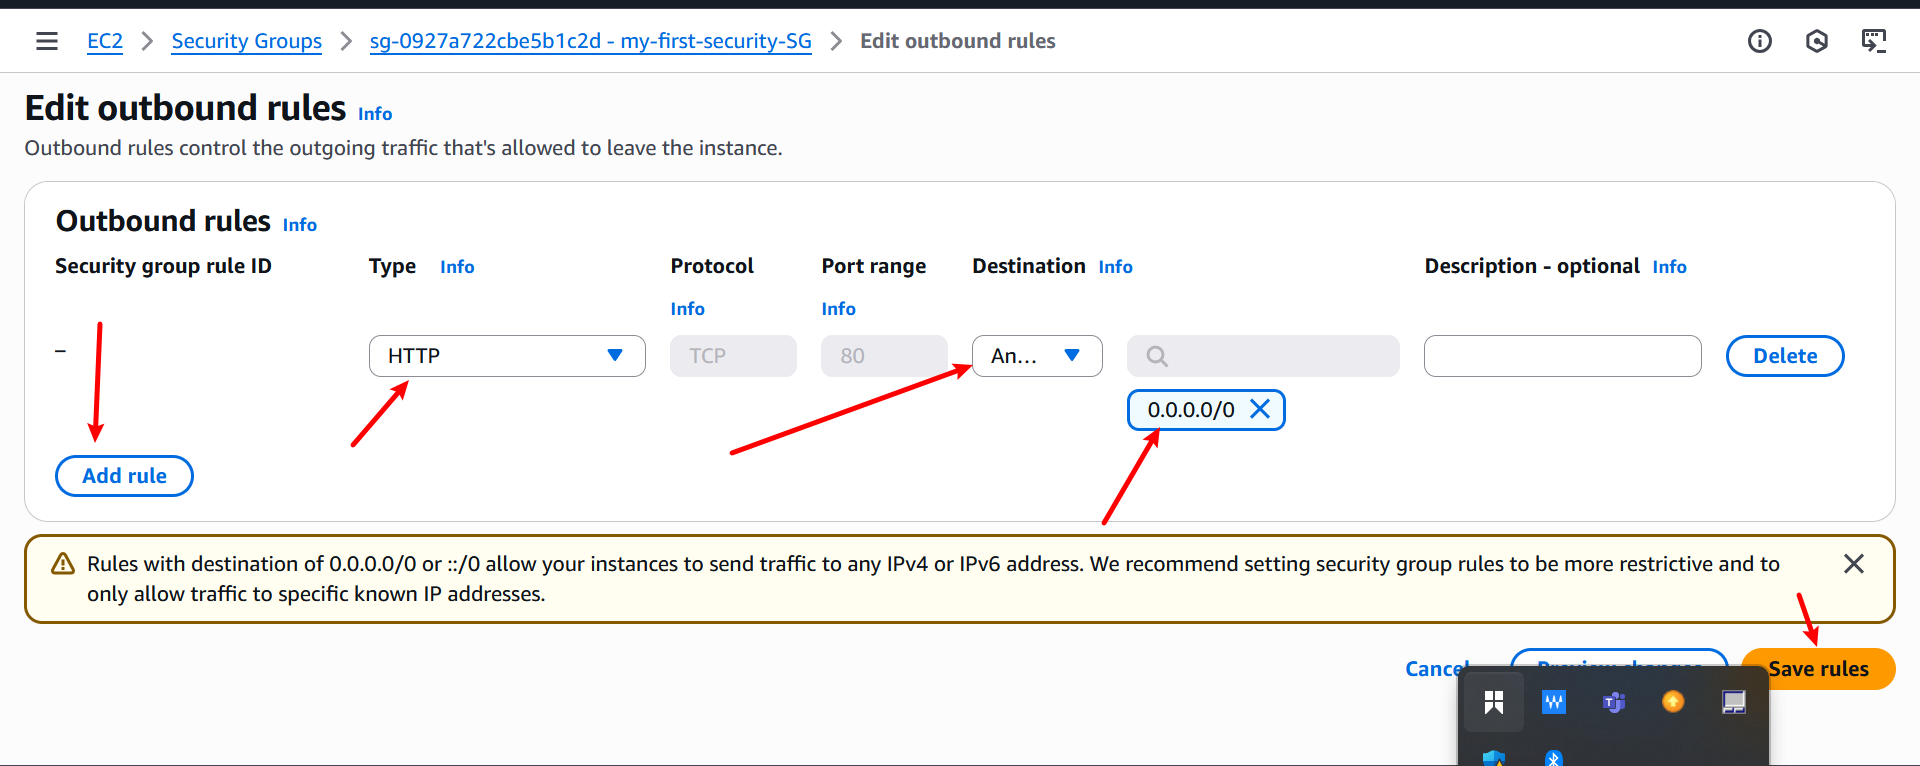 EC2 > Security Groups > sg-0927a722cbe5b1c2d - my-first-security-SG > Edit outbound rules
Edit outbound rules Info
Outbound rules control the outgoing traffic that's allowed to leave the instance.
Outbound rules Info
Security group rule ID Type Info Protocol Info Port range Info Destination Info Description - optional Info
– HTTP TCP 80 An... Delete
0.0.0.0/0
Add rule
Rules with destination of 0.0.0.0/0 or ::/0 allow your instances to send traffic to any IPv4 or IPv6 address. We recommend setting security group rules to be more restrictive and to
only allow traffic to specific known IP addresses.
Cancel Preview changes Save rules